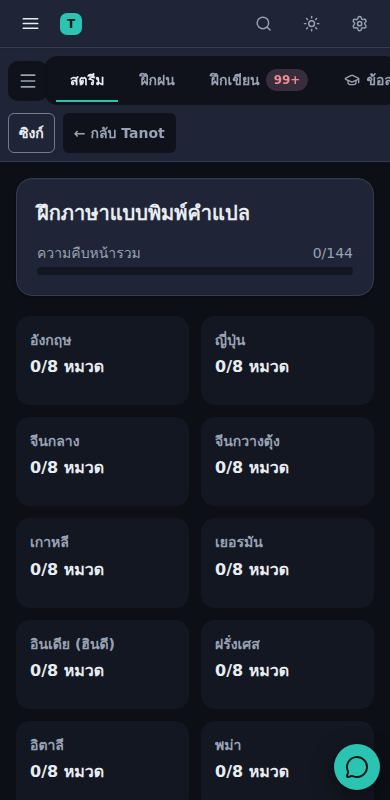 T
สตรีม ฝึกฝน ฝึกเขียน 99+
ซิงก์ ← กลับ Tanot
ฝึกภาษาแบบพิมพ์คำแปล
ความคืบหน้ารวม 0/144
อังกฤษ ญี่ปุ่น
0/8 หมวด 0/8 หมวด
จีนกลาง จีนกวางตุ้ง
0/8 หมวด 0/8 หมวด
เกาหลี เยอรมัน
0/8 หมวด 0/8 หมวด
อินเดีย (ฮินดี) ฝรั่งเศส
0/8 หมวด 0/8 หมวด
อิตาลี พม่า
0/8 หมวด 0/8 หมวด